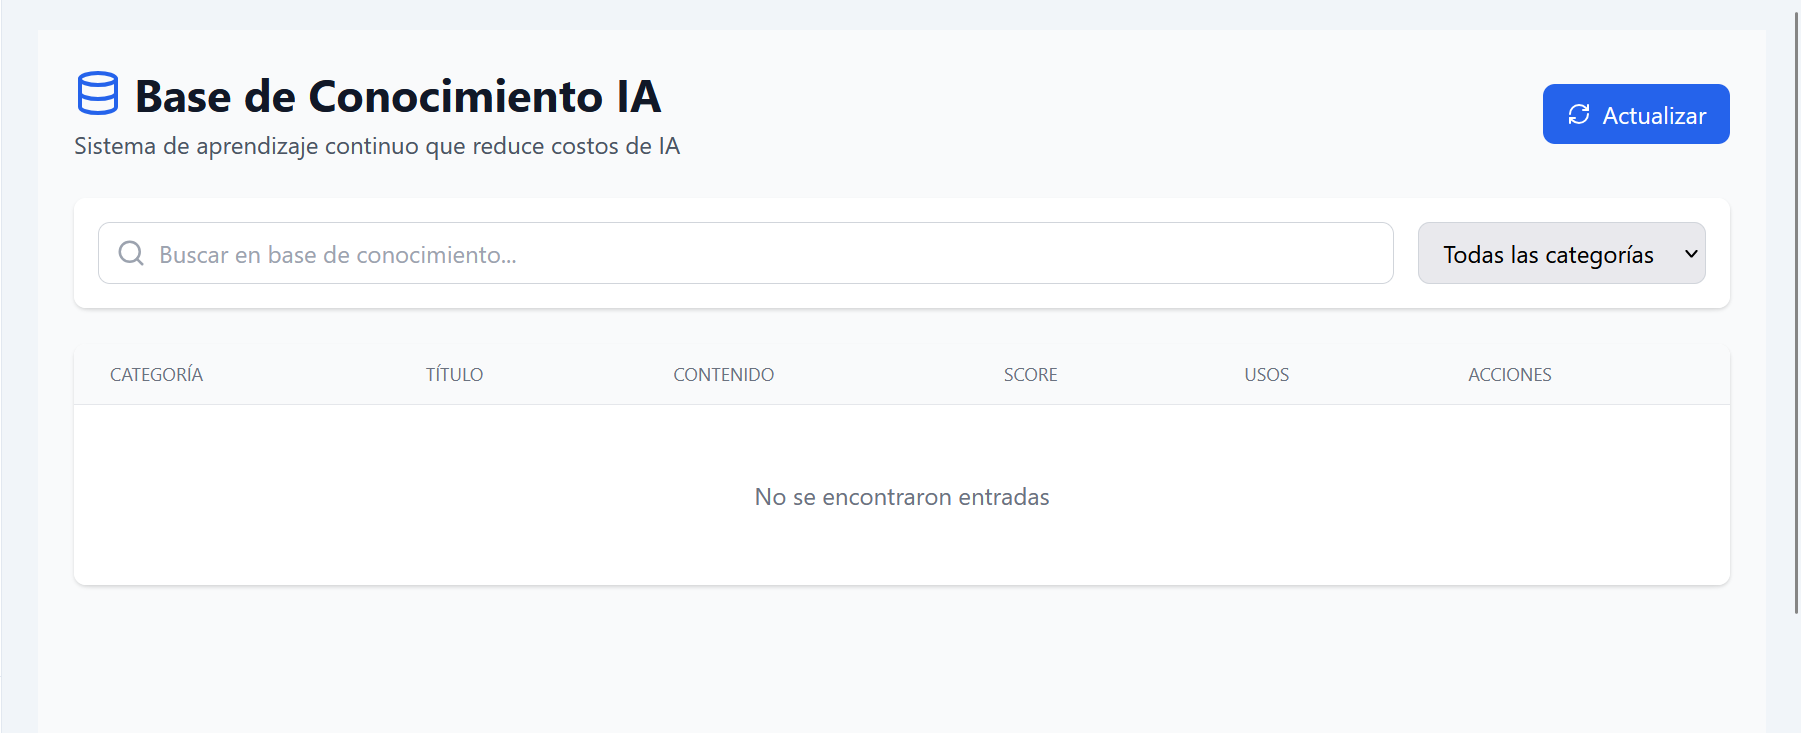 Base de Conocimiento IA
Sistema de aprendizaje continuo que reduce costos de IA
Actualizar
Buscar en base de conocimiento...
Todas las categorías
CATEGORÍA TÍTULO CONTENIDO SCORE USOS ACCIONES
No se encontraron entradas